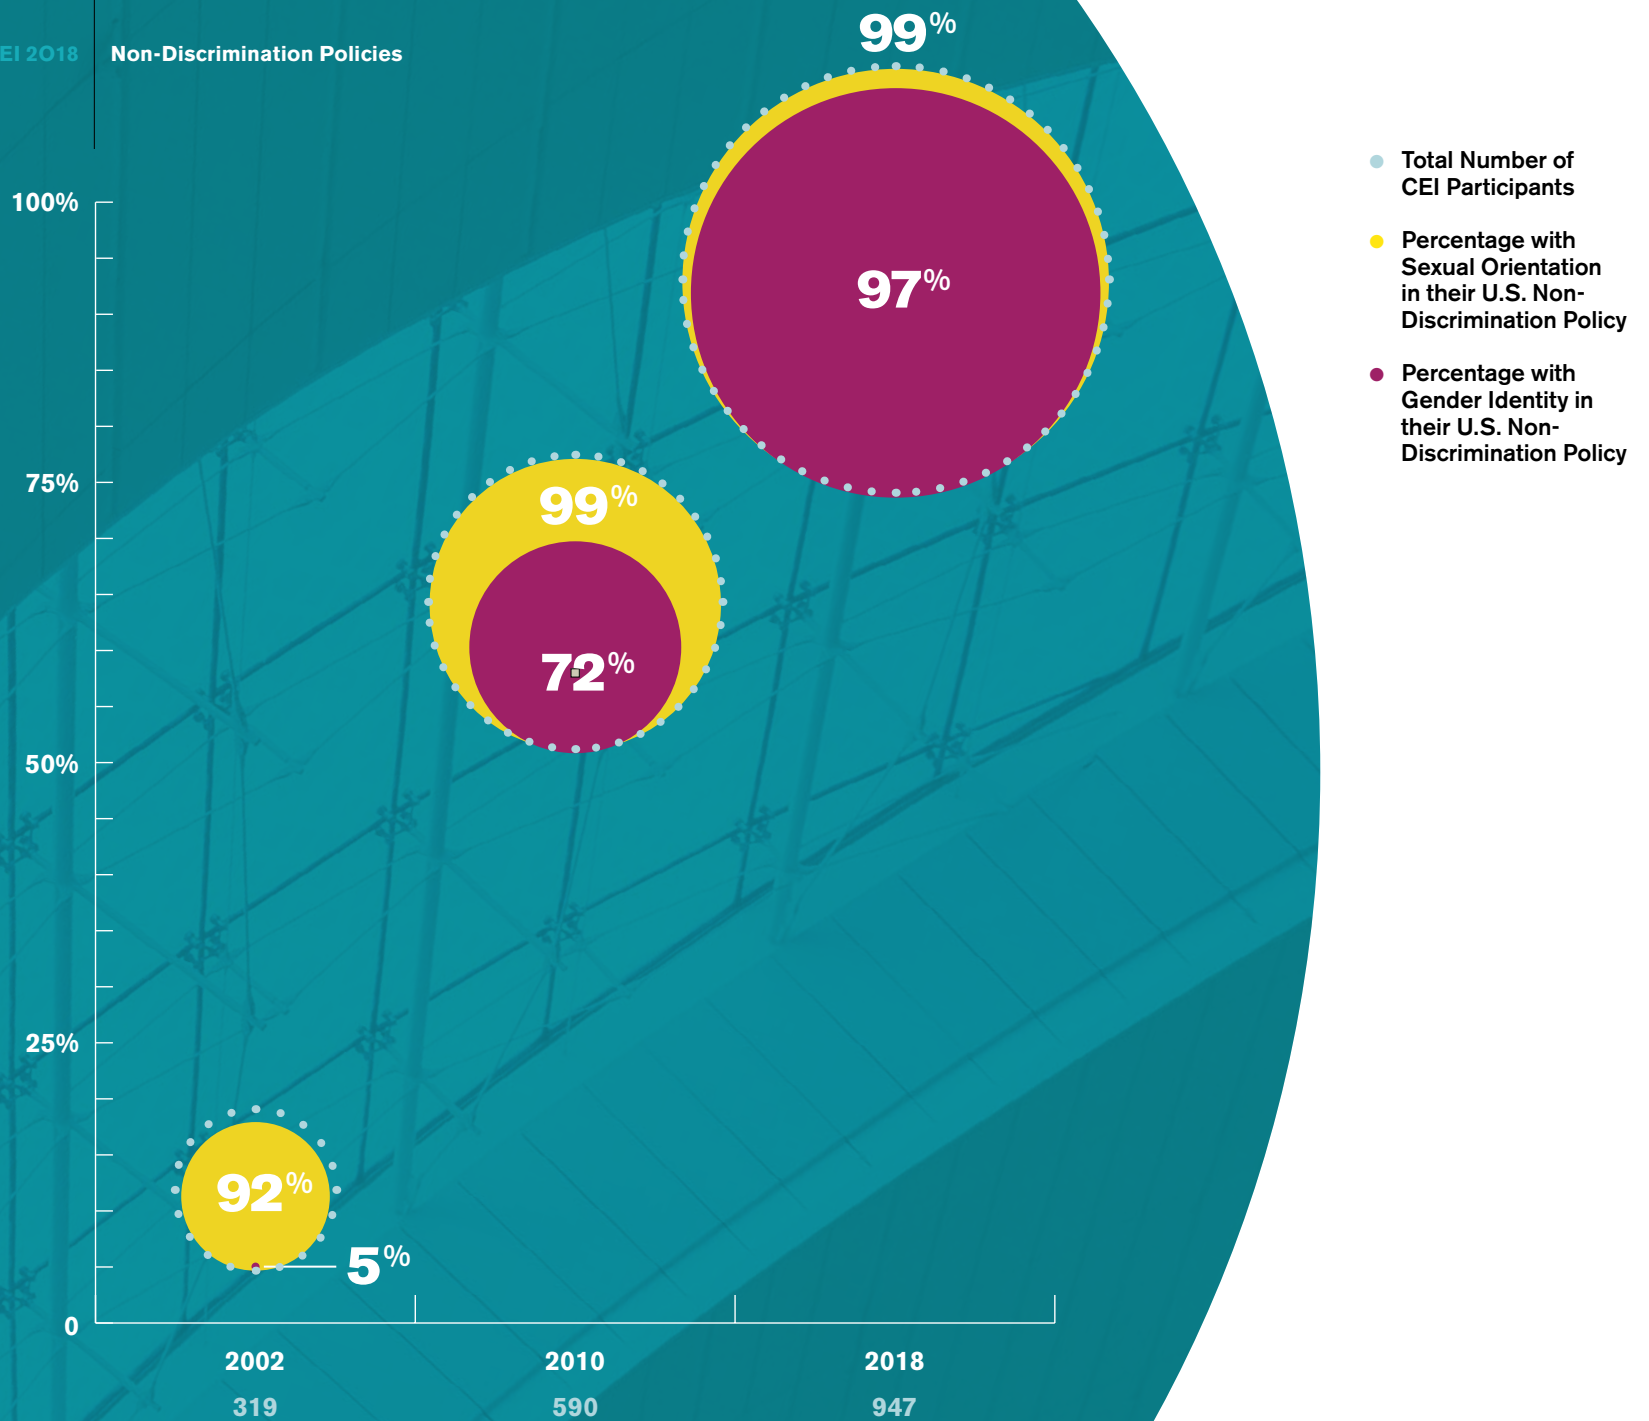 EI 2018
Non-Discrimination Policies
99%
97%
Total Number of
CEI Participants
Percentage with
Sexual Orientation
in their U.S. Non-
Discrimination Policy
Percentage with
Gender Identity in
their U.S. Non-
Discrimination Policy
100%
75%
99%
72%
50%
25%
92%
5%
0
2002
2010
2018
319
590
947